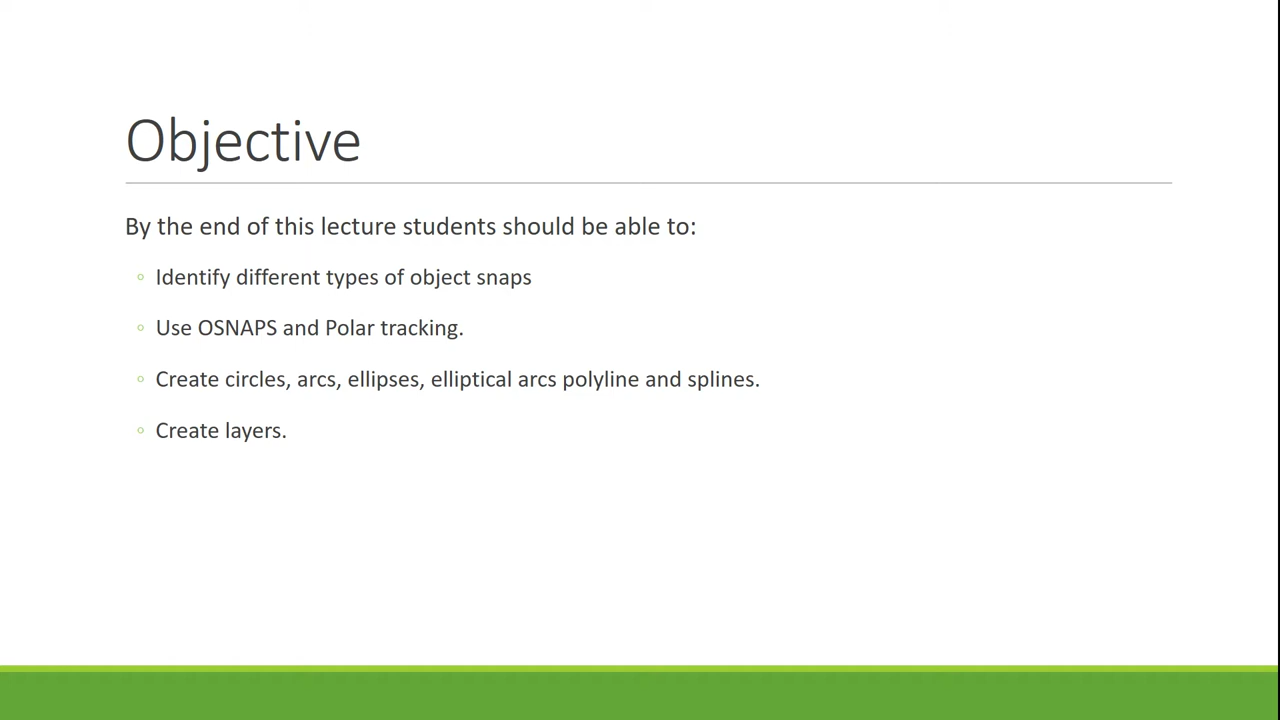 Objective
By the end of this lecture students should be able to:
Identify different types of object snaps
Use OSNAPS and Polar tracking.
Create circles, arcs, ellipses, elliptical arcs polyline and splines.
Create layers.